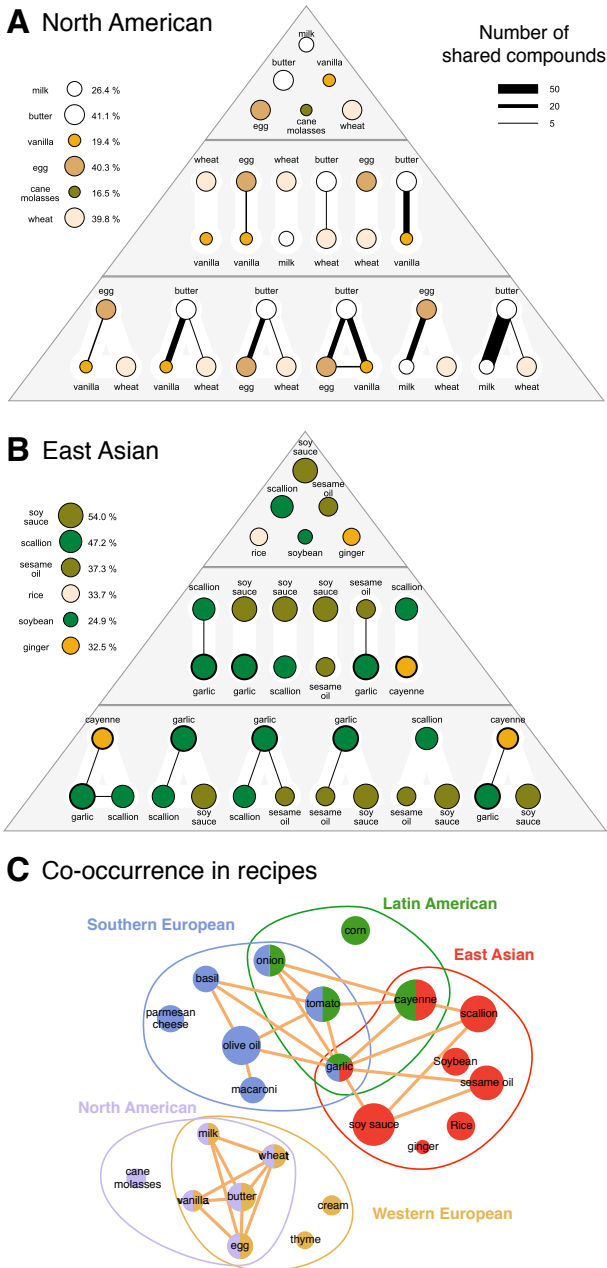 A North American
Number of
shared compounds
50
20
5
milk 26.4 %
butter 41.1 %
vanilla 19.4 %
egg 40.3 %
cane
molasses 16.5 %
wheat 39.8 %
milk
butter vanilla
egg cane
molasses wheat
wheat egg wheat butter egg butter
vanilla vanilla milk wheat wheat vanilla
egg butter butter butter egg butter
vanilla wheat vanilla wheat egg wheat egg vanilla milk wheat milk wheat
B East Asian
soy
sauce 54.0 %
scallion 47.2 %
sesame
oil 37.3 %
rice 33.7 %
soybean 24.9 %
ginger 32.5 %
soy
sauce
scallion sesame
oil
rice soybean ginger
scallion soy
sauce soy
sauce soy
sauce sesame
oil scallion
garlic garlic scallion sesame
oil garlic cayenne
cayenne garlic garlic garlic scallion cayenne
garlic scallion scallion soy
sauce scallion sesame
oil sesame
oil soy
sauce sesame
oil soy
sauce garlic soy
sauce
C Co-occurrence in recipes
Latin American
Southern European
East Asian
corn
onion
basil
tomato
cayenne
parmesan
cheese
scallion
olive oil
garlic
Soybean
sesame oil
macaroni
soy sauce
Rice
ginger
North American
milk
wheat
cane
molasses
vanilla
butter
cream
Western European
egg
thyme